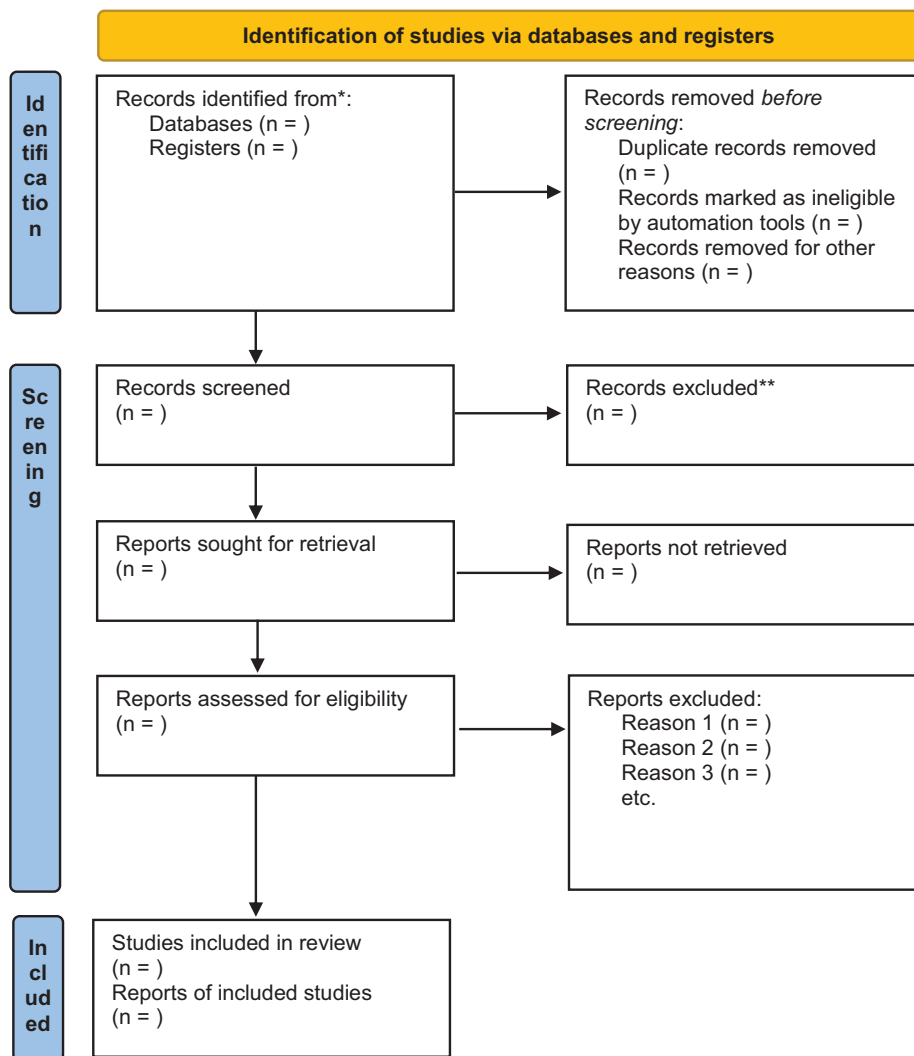 Identification of studies via databases and registers
Id
en
tifi
ca
tio
n
Records identified from*:
Databases (n = )
Registers (n = )
Records removed before
screening:
Duplicate records removed
(n = )
Records marked as ineligible
by automation tools (n = )
Records removed for other
reasons (n = )
Sc
re
en
in
g
Records screened
(n = )
Records excluded**
(n = )
Reports sought for retrieval
(n = )
Reports not retrieved
(n = )
Reports assessed for eligibility
(n = )
Reports excluded:
Reason 1 (n = )
Reason 2 (n = )
Reason 3 (n = )
etc.
In
cl
ud
ed
Studies included in review
(n = )
Reports of included studies
(n = )